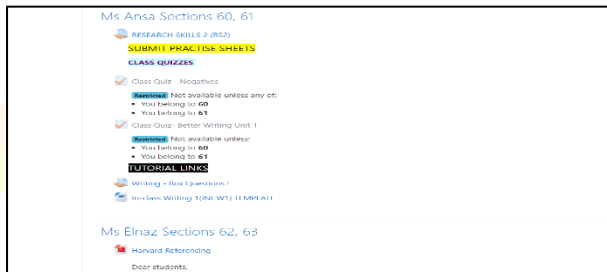 Ms Ansa Sections 60, 61
RESEARCH SKILLS 2 (RS2)
SUBMIT PRACTISE SHEETS
CLASS QUIZZES
Class Quiz - Negatives
Restricted Not available unless any of:
• You belong to 60
• You belong to 61
Class Quiz- Better Writing Unit 1
Restricted Not available unless:
• You belong to 60
• You belong to 61
TUTORIAL LINKS
Writing - Box Questions !
In-class Writing 1(INCW1) TEMPLATE
Ms Elnaz Sections 62, 63
Harvard Referencing
Dear students,